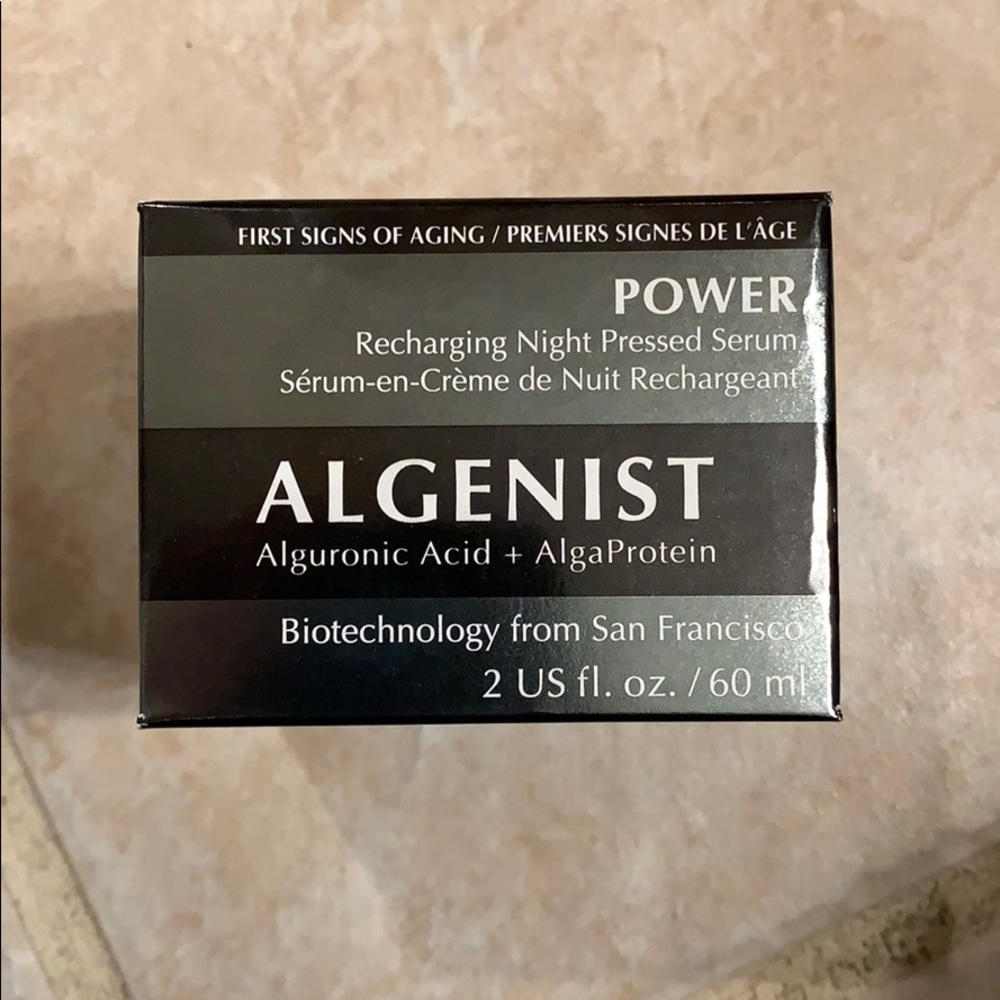 FIRST SIGNS OF AGING / PREMIERS SIGNES DE L'ÂGE
POWER
Recharging Night Pressed Serum
Sérum-en-Crème de Nuit Rechargeant
ALGENIST
Alguronic Acid + AlgaProtein
Biotechnology from San Francisco
2 US fl. oz. / 60 ml